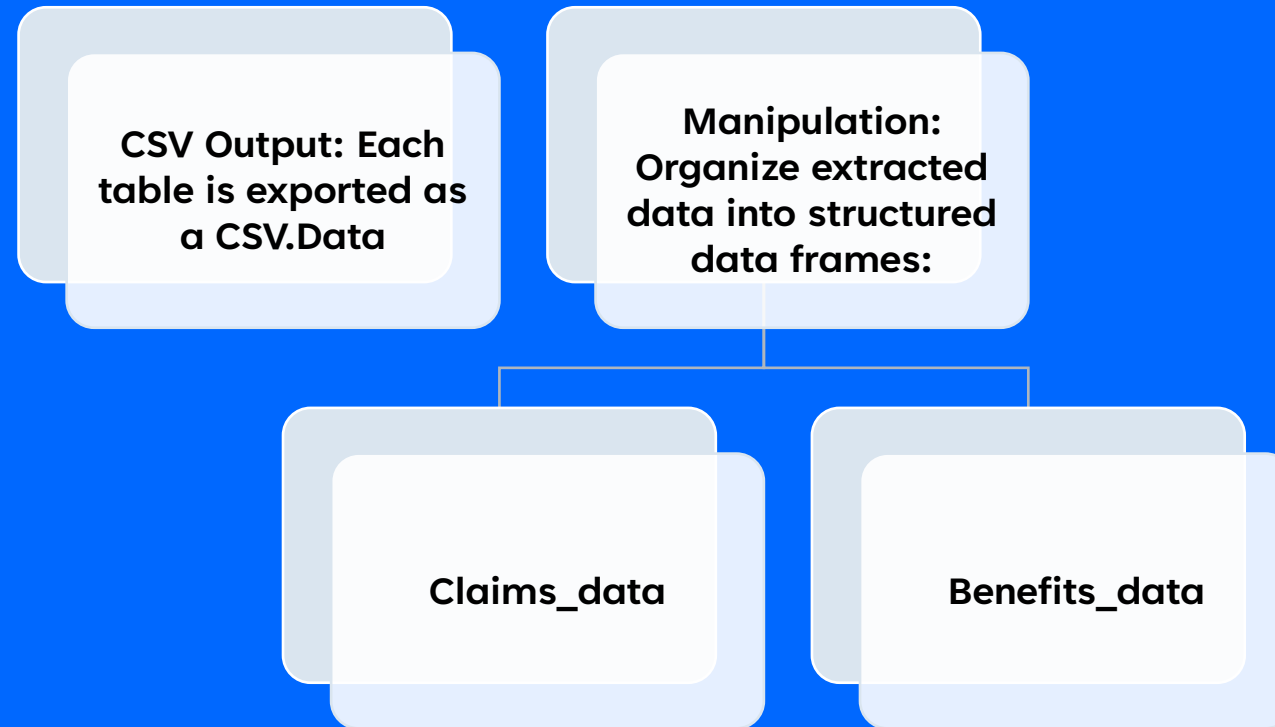 CSV Output: Each
table is exported as
a CSV.Data
Manipulation:
Organize extracted
data into structured
data frames:
Claims_data
Benefits_data